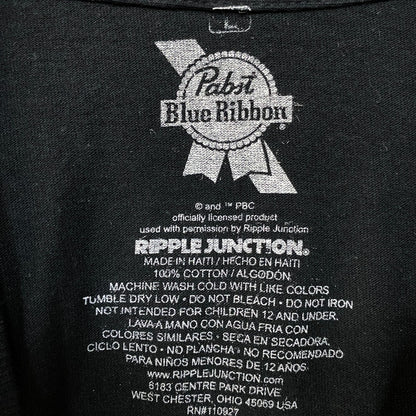 L
Pabst
Blue Ribbon®
© and ™ PBC
officially licensed product
used with permission by Ripple Junction
RIPPLE JUNCTION®
MADE IN HAITI / HECHO EN HAITI
100% COTTON / ALGODÓN
MACHINE WASH COLD WITH LIKE COLORS
TUMBLE DRY LOW • DO NOT BLEACH • DO NOT IRON
NOT INTENDED FOR CHILDREN 12 AND UNDER.
LAVA A MANO CON AGUA FRIA CON
COLORES SIMILARES • SECA EN SECADORA,
CICLO LENTO • NO PLANCHA • NO RECOMENDADO
PARA NIÑOS MENORES DE 12 AÑOS
www.RIPPLEJUNCTION.com
6183 CENTRE PARK DRIVE
WEST CHESTER, OHIO 45069 USA
RN#110927